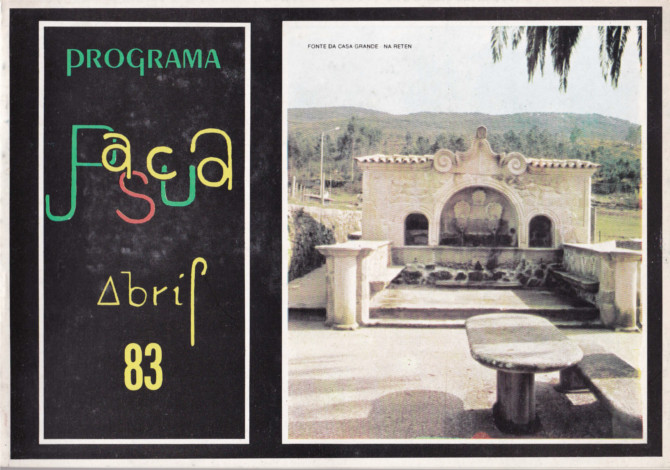 PROGRAMA
Pascua
Abril
83
FONTE DA CASA GRANDE NA RETEN